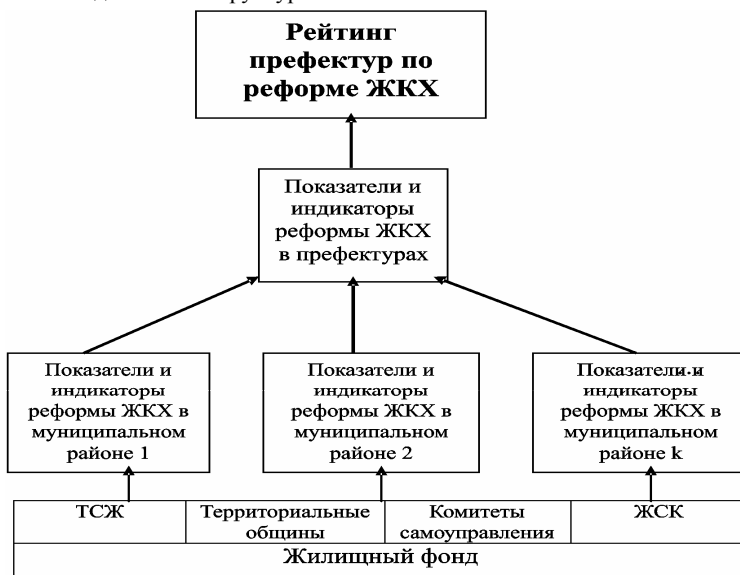 Рейтинг
префектур по
реформе ЖКХ
Показатели и
индикаторы
реформы ЖКХ
в префектурах
Показатели и
индикаторы
реформы ЖКХ в
муниципальном
районе 1
Показатели и
индикаторы
реформы ЖКХ в
муниципальном
районе 2
Показатели и
индикаторы
реформы ЖКХ в
муниципальном
районе k
ТСЖ
Территориальные
общины
Комитеты
самоуправления
ЖСК
Жилищный фонд